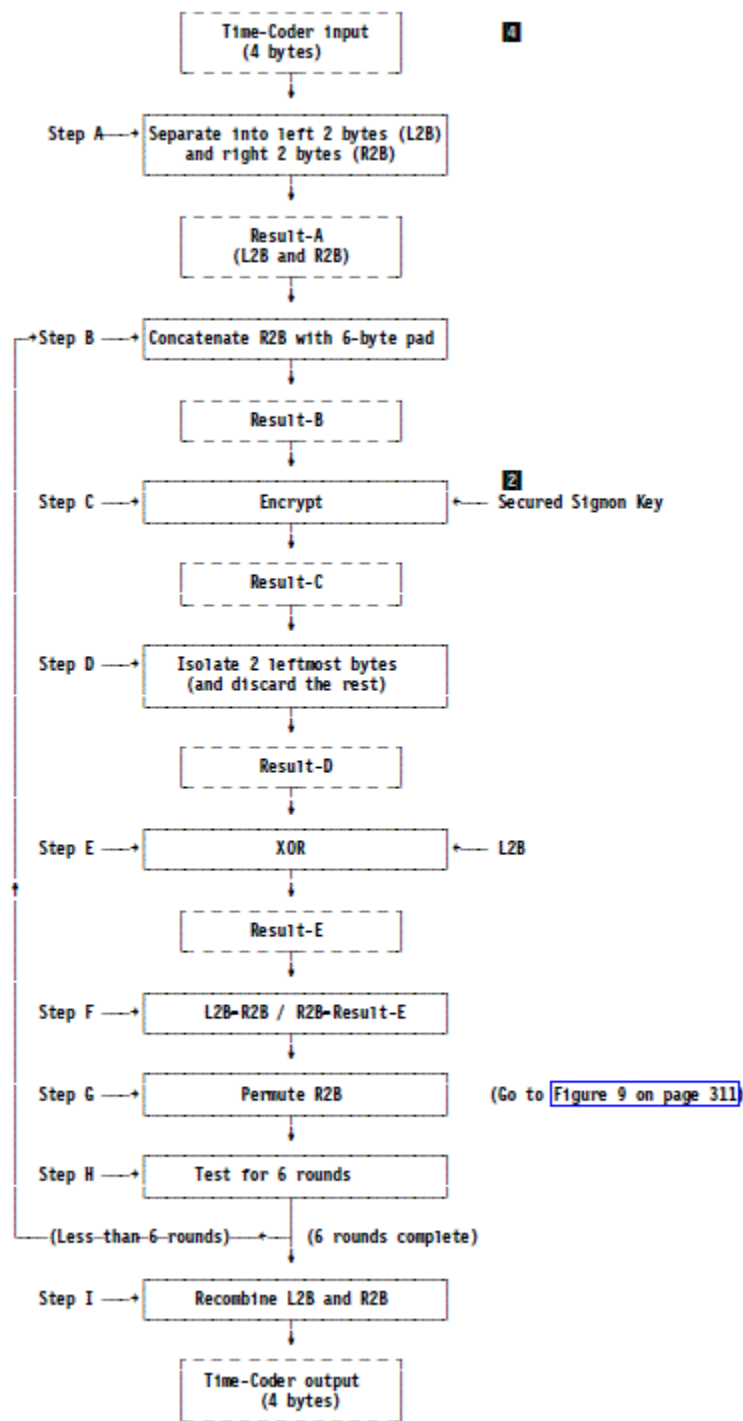 Time-Coder input 4
(4 bytes)
Step A Separate into left 2 bytes (L2B)
and right 2 bytes (R2B)
Result-A
(L2B and R2B)
Step B Concatenate R2B with 6-byte pad
Result-B
2
Step C Encrypt Secured Signon Key
Result-C
Step D Isolate 2 leftmost bytes
(and discard the rest)
Result-D
Step E XOR L2B
Result-E
Step F L2B=R2B / R2B=Result-E
Step G Permute R2B (Go to Figure 9 on page 311)
Step H Test for 6 rounds
(Less than 6 rounds) (6 rounds complete)
Step I Recombine L2B and R2B
Time-Coder output
(4 bytes)